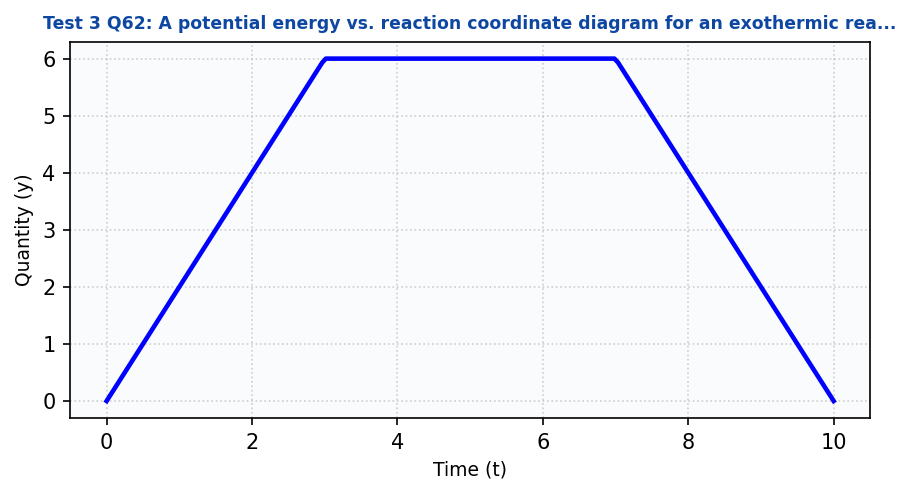 Test 3 Q62: A potential energy vs. reaction coordinate diagram for an exothermic rea...
6
5
4
3
2
1
0
Quantity (y)
0 2 4 6 8 10
Time (t)